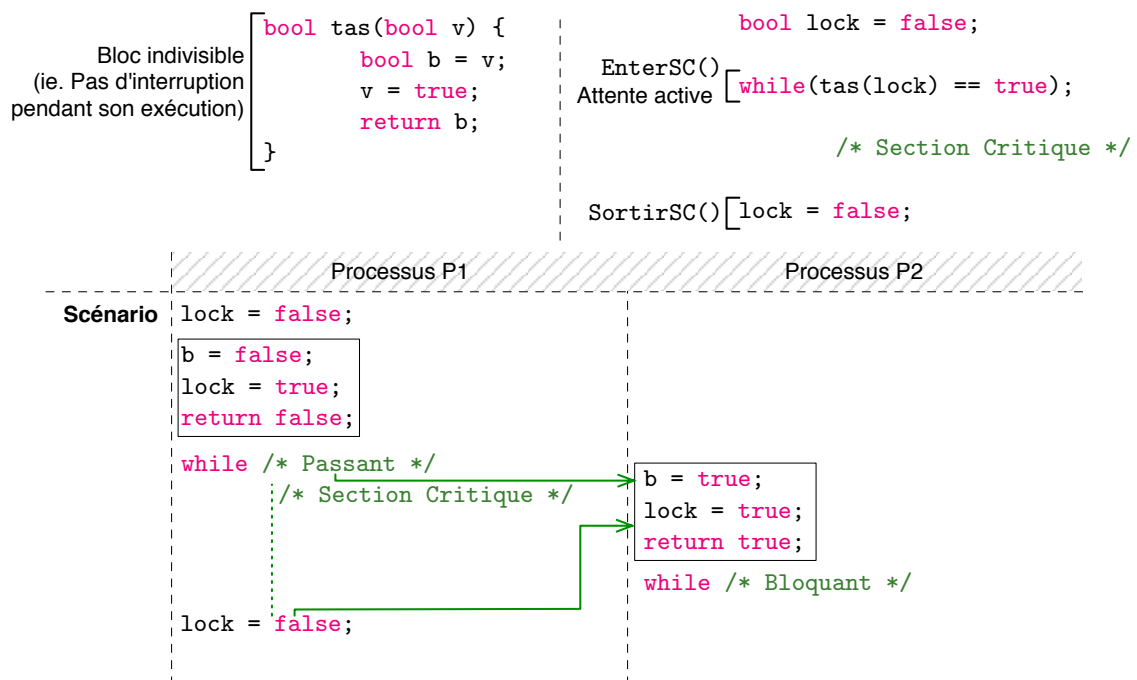 bool tas(bool v) {
bool b = v;
v = true;
return b;
}
Bloc indivisible
(ie. Pas d'interruption
pendant son exécution)
bool lock = false;
EnterSC()
Attente active
while(tas(lock) == true);
/* Section Critique */
SortirSC()
lock = false;
Processus P1
Processus P2
Scénario
lock = false;
b = false;
lock = true;
return false;
while /* Passant */
/* Section Critique */
b = true;
lock = true;
return true;
while /* Bloquant */
lock = false;